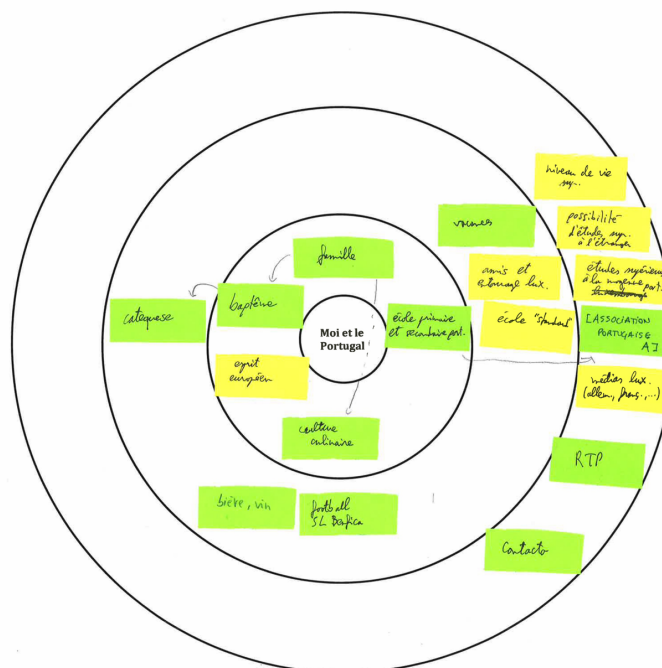 niveau de vie
sup.
possibilité
d'études sup.
à l'étranger
vacances
famille
amis et
entourage lux.
études supérieures
à la moyenne port.
baptême
catéquese
école primaire
et secondaire port.
école "standard"
[ASSOCIATION
PORTUGAISE
A]
Moi et le
Portugal
esprit
européen
médias lux.
(allem., franç., ...)
culture
culinaire
RTP
bière, vin
football
SL Benfica
Contacto